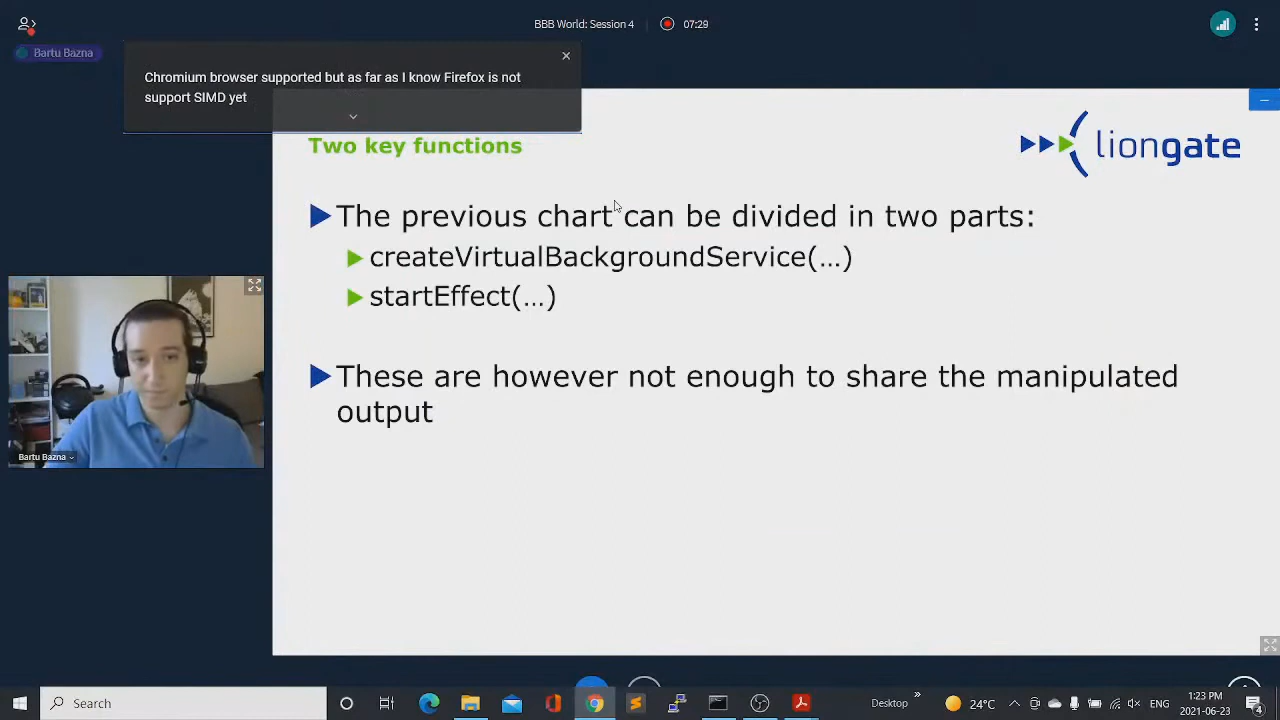 BBB World: Session 4
07:29
Bartu Bazna
Chromium browser supported but as far as I know Firefox is not
support SIMD yet
Two key functions
liongate
The previous chart can be divided in two parts:
createVirtualBackgroundService(...)
startEffect(...)
These are however not enough to share the manipulated
output
Bartu Bazna
Search
Desktop
24°C
ENG
1:23 PM
2021-06-23
4